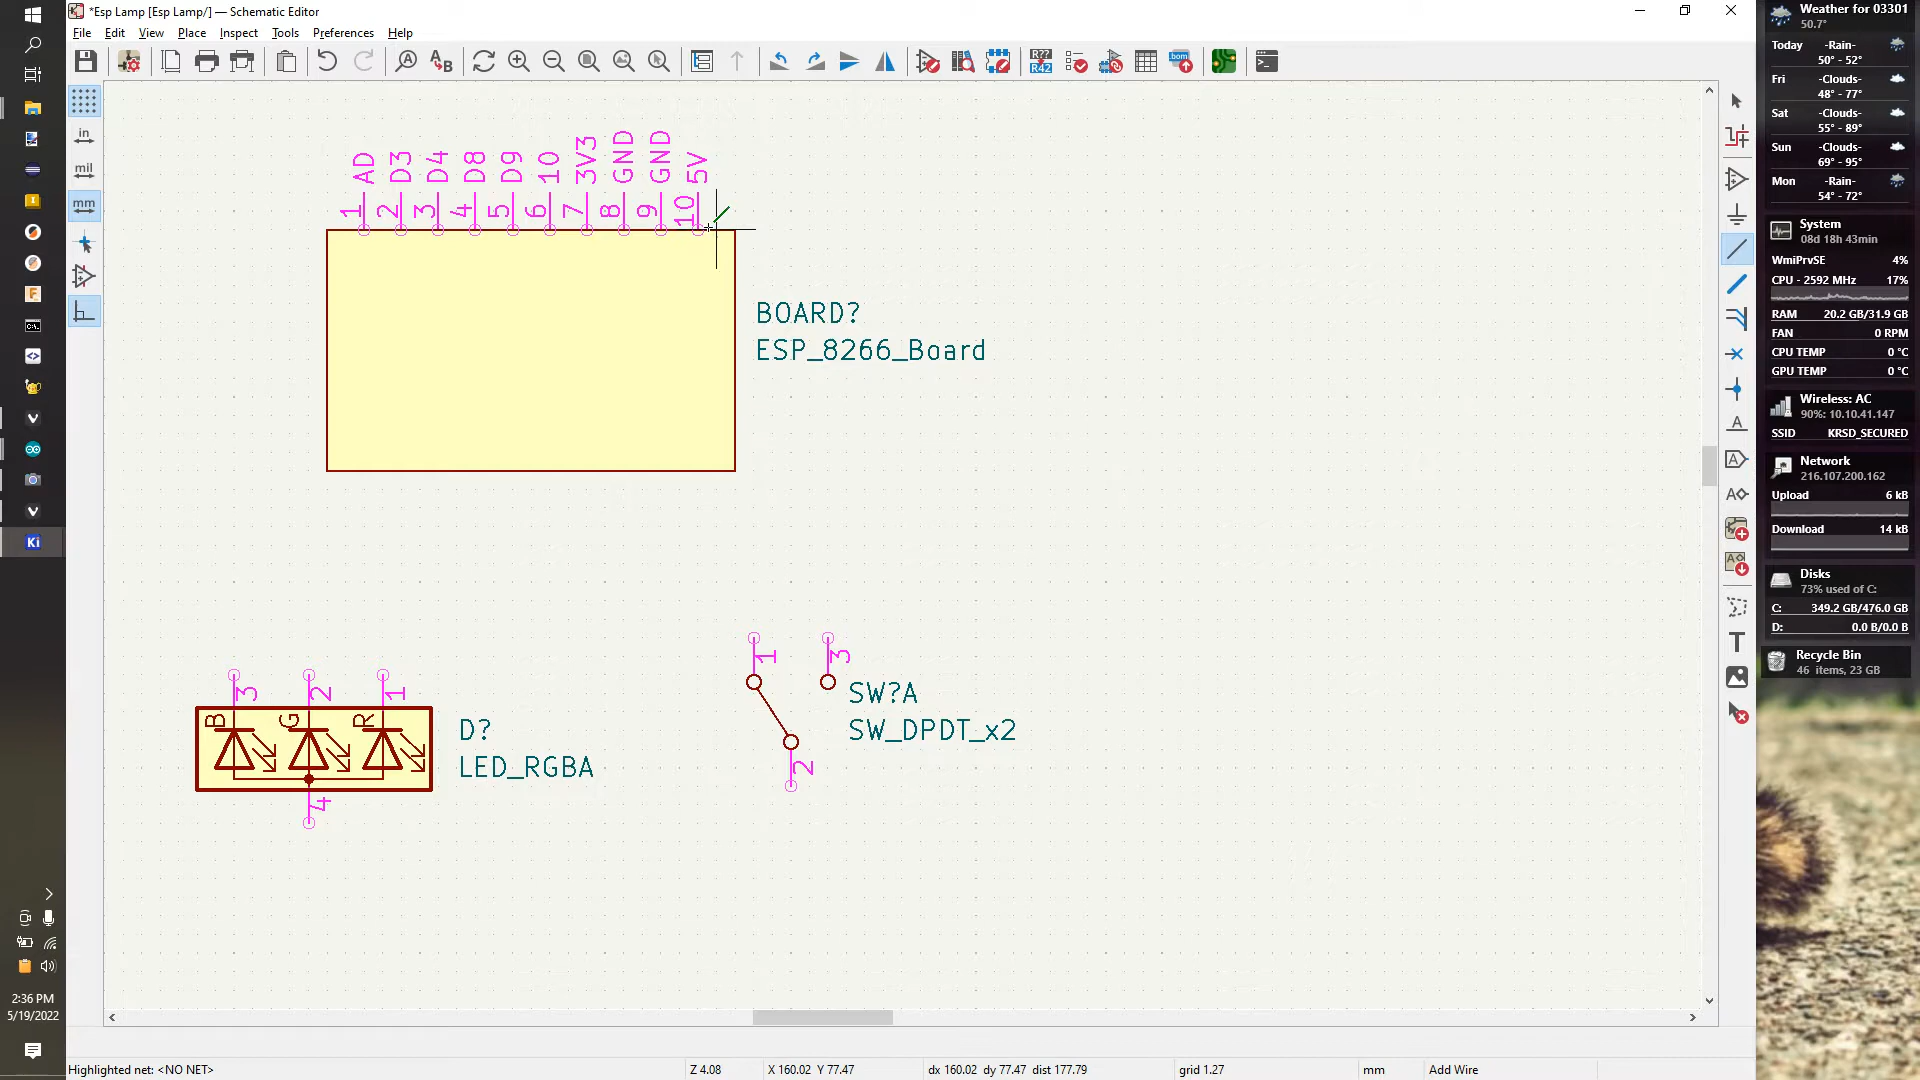 *Esp Lamp [Esp Lamp/] — Schematic Editor
File Edit View Place Inspect Tools Preferences Help
in
mil
mm
AD D3 D4 D8 D9 10 3V3 GND GND 5V
1 2 3 4 5 6 7 8 9 10
BOARD?
ESP_8266_Board
1 3
SW?A
SW_DPDT_x2
2
3 2 1
B G R
D?
LED_RGBA
4
Ki
2:36 PM
5/19/2022
Highlighted net: <NO NET>
Z 4.08
X 160.02 Y 77.47
dx 160.02 dy 77.47 dist 177.79
grid 1.27
mm
Add Wire
Weather for 03301
50.7°
Today -Rain-
50° - 52°
Fri -Clouds-
48° - 77°
Sat -Clouds-
55° - 89°
Sun -Clouds-
69° - 95°
Mon -Rain-
54° - 72°
System
08d 18h 43min
WmiPrvSE 4%
CPU - 2592 MHz 17%
RAM 20.2 GB/31.9 GB
FAN 0 RPM
CPU TEMP 0 °C
GPU TEMP 0 °C
Wireless: AC
90%: 10.10.41.147
SSID KRSD_SECURED
Network
216.107.200.162
Upload 6 kB
Download 14 kB
Disks
73% used of C:
C: 349.2 GB/476.0 GB
D: 0.0 B/0.0 B
Recycle Bin
46 items, 23 GB